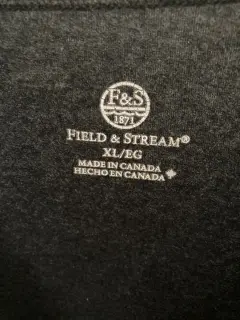 F&S
1871
FIELD & STREAM®
XL/EG
MADE IN CANADA
HECHO EN CANADA